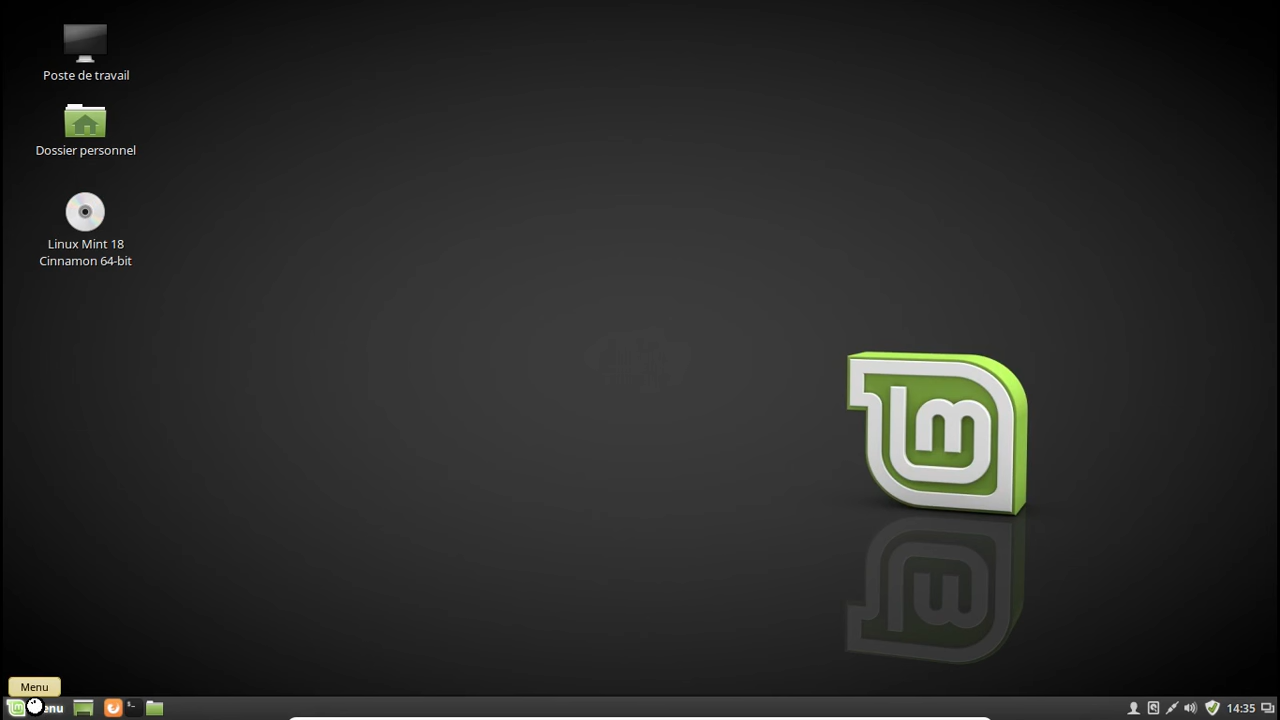 Poste de travail
Dossier personnel
Linux Mint 18
Cinnamon 64-bit
Menu
14:35